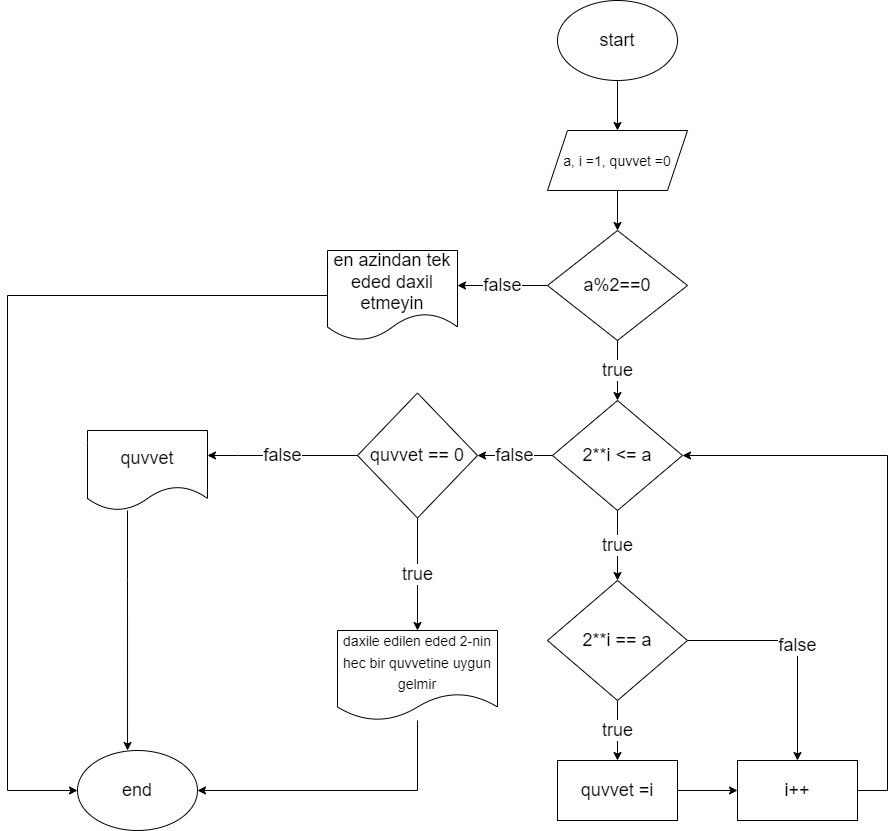 start
a, i =1, quvvet =0
en azindan tek
eded daxil
etmeyin
false
a%2==0
true
quvvet
false
quvvet == 0
false
2**i <= a
true
true
daxile edilen eded 2-nin
hec bir quvvetine uygun
gelmir
2**i == a
false
true
end
quvvet =i
i++